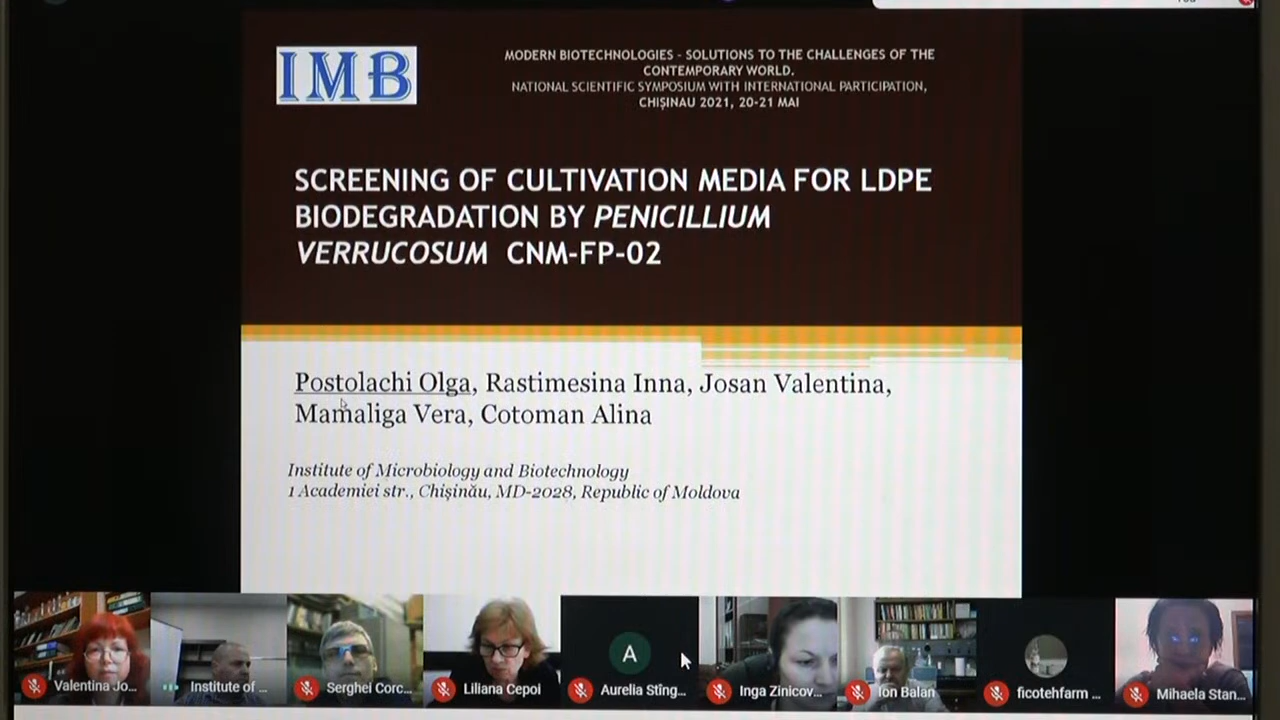 IMB
MODERN BIOTECHNOLOGIES - SOLUTIONS TO THE CHALLENGES OF THE
CONTEMPORARY WORLD.
NATIONAL SCIENTIFIC SYMPOSIUM WITH INTERNATIONAL PARTICIPATION,
CHIȘINAU 2021, 20-21 MAI
SCREENING OF CULTIVATION MEDIA FOR LDPE
BIODEGRADATION BY PENICILLIUM
VERRUCOSUM CNM-FP-02
Postolachi Olga, Rastimesina Inna, Josan Valentina,
Mamaliga Vera, Cotoman Alina
Institute of Microbiology and Biotechnology
1 Academiei str., Chișinău, MD-2028, Republic of Moldova
A
Valentina Jo...
Institute of ...
Serghei Corc...
Liliana Cepoi
Aurelia Stîng...
Inga Zinicov...
Ion Balan
ficotehfarm ...
Mihaela Stan...